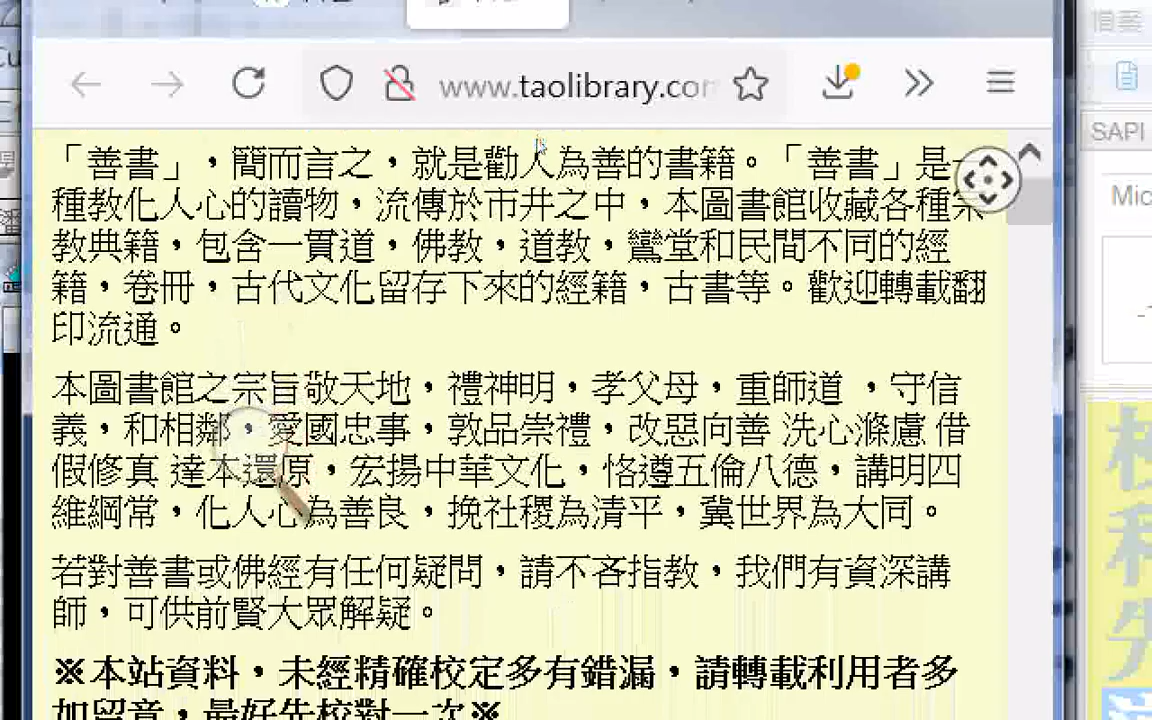 www.taolibrary.co
SAPI
Mic
「善書」，簡而言之，就是勸人為善的書籍。「善書」是一
種教化人心的讀物，流傳於市井之中，本圖書館收藏各種宗
教典籍，包含一貫道，佛教，道教，鸞堂和民間不同的經
籍，卷冊，古代文化留存下來的經籍，古書等。歡迎轉載翻
印流通。
本圖書館之宗旨敬天地，禮神明，孝父母，重師道 ，守信
義，和相鄰，愛國忠事，敦品崇禮，改惡向善 洗心滌慮 借
假修真 達本還原，宏揚中華文化，恪遵五倫八德，講明四
維綱常，化人心為善良，挽社稷為清平，冀世界為大同。
若對善書或佛經有任何疑問，請不吝指教，我們有資深講
師，可供前賢大眾解疑。
※本站資料，未經精確校定多有錯漏，請轉載利用者多
加留意，最好先校對一次※